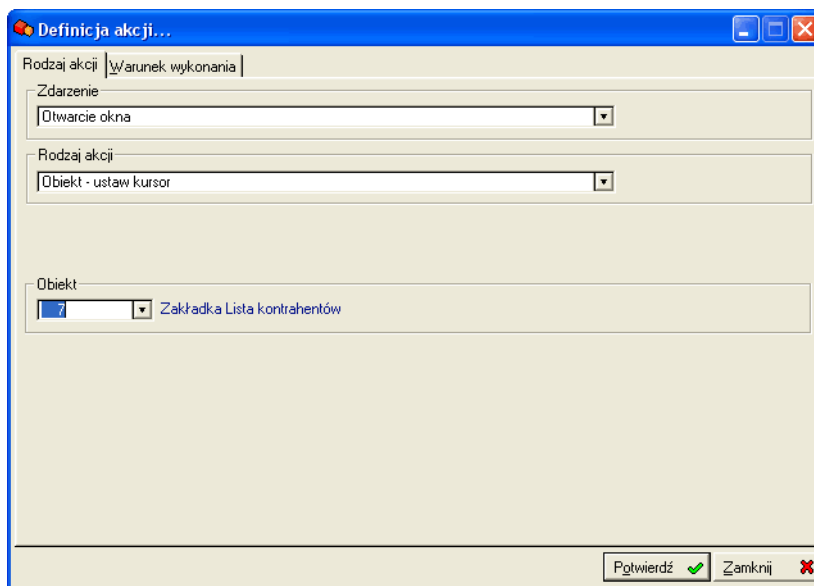 Definicja akcji...
Rodzaj akcji Warunek wykonania
Zdarzenie
Otwarcie okna
Rodzaj akcji
Obiekt - ustaw kursor
Obiekt
7 Zakładka Lista kontrahentów
Potwierdź Zamknij